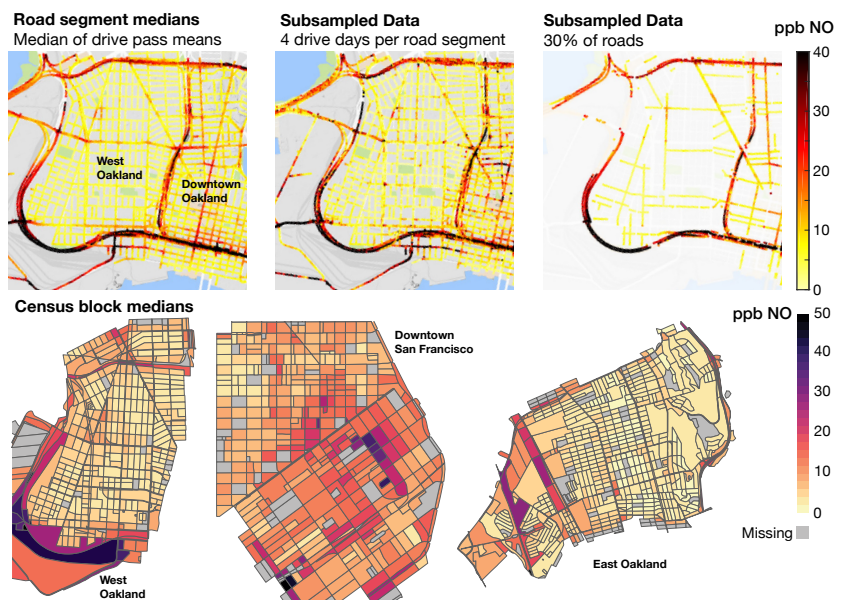 Road segment medians
Median of drive pass means
Subsampled Data
4 drive days per road segment
Subsampled Data
30% of roads
ppb NO
40
30
20
10
0
West
Oakland
Downtown
Oakland
Census block medians
ppb NO
50
40
30
20
10
0
Missing
Downtown
San Francisco
West
Oakland
East Oakland